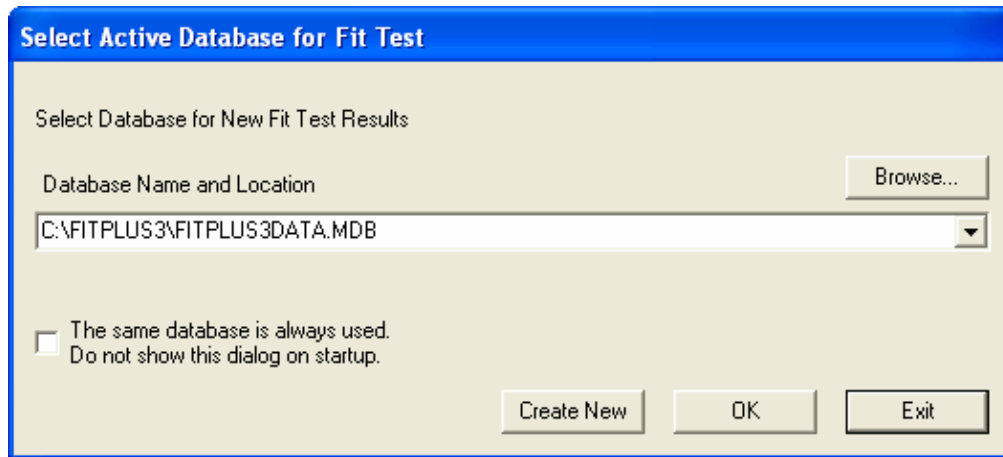 Select Active Database for Fit Test
Select Database for New Fit Test Results
Database Name and Location
Browse...
C:\FITPLUS3\FITPLUS3DATA.MDB
The same database is always used.
Do not show this dialog on startup.
Create New
OK
Exit